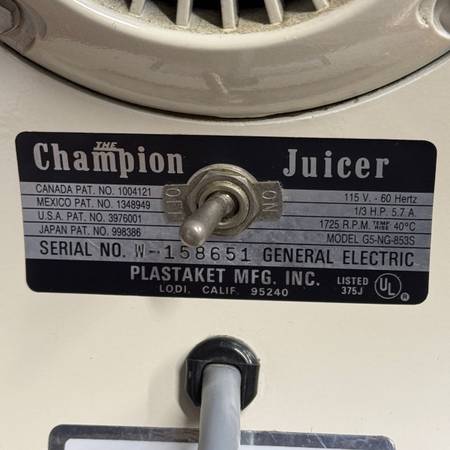 THE
Champion Juicer
CANADA PAT. NO. 1004121
MEXICO PAT. NO. 1348949
U.S.A. PAT. NO. 3976001
JAPAN PAT. NO. 998386
OFF
ON
115 V. - 60 Hertz
1/3 H.P. 5.7 A.
1725 R.P.M. TEMP RISE 40°C
MODEL G5-NG-853S
SERIAL NO. W-158651 GENERAL ELECTRIC
PLASTAKET MFG. INC.
LODI, CALIF. 95240
LISTED
375J
UL ®